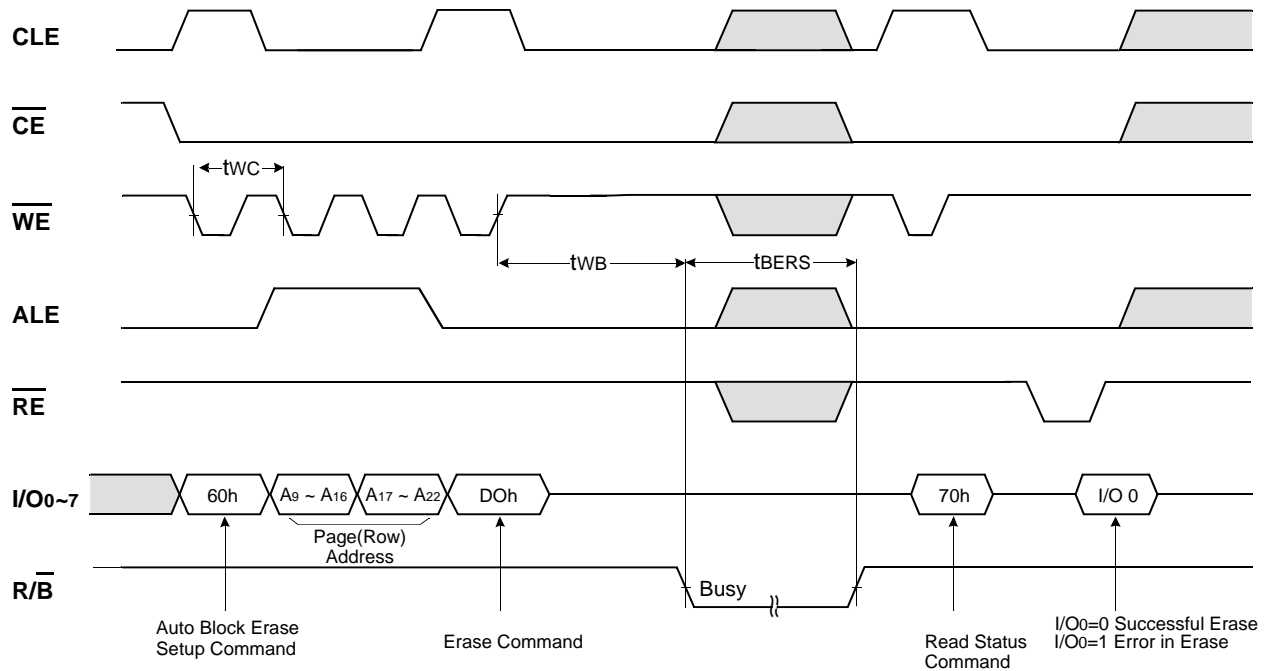 CLE
CE
tWC
WE
tWB
tBERS
ALE
RE
I/O0~7
60h
A9 ~ A16
A17 ~ A22
DOh
70h
I/O 0
Page(Row)
Address
R/B
Busy
Auto Block Erase
Setup Command
Erase Command
Read Status
Command
I/O0=0 Successful Erase
I/O0=1 Error in Erase